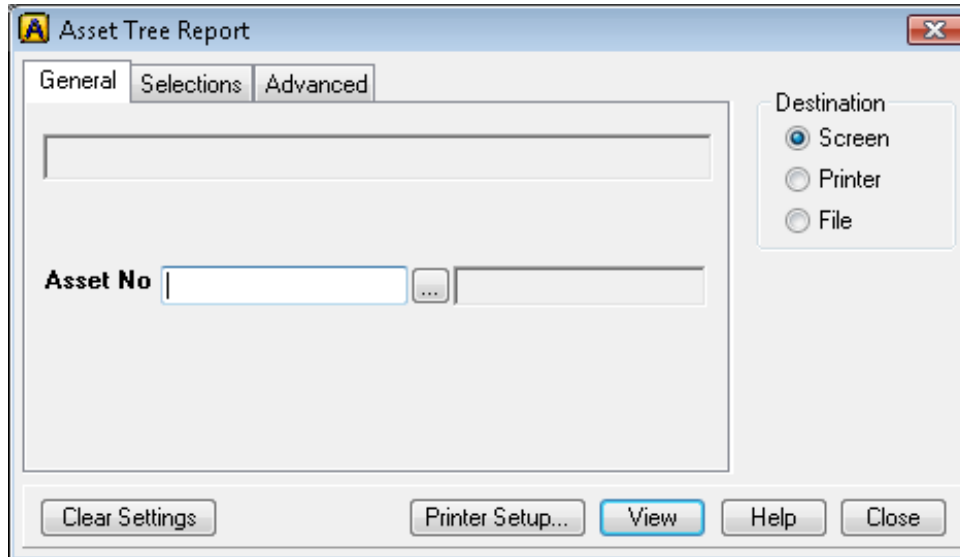 A Asset Tree Report
General Selections Advanced
Destination
Screen
Printer
File
Asset No ...
Clear Settings Printer Setup... View Help Close